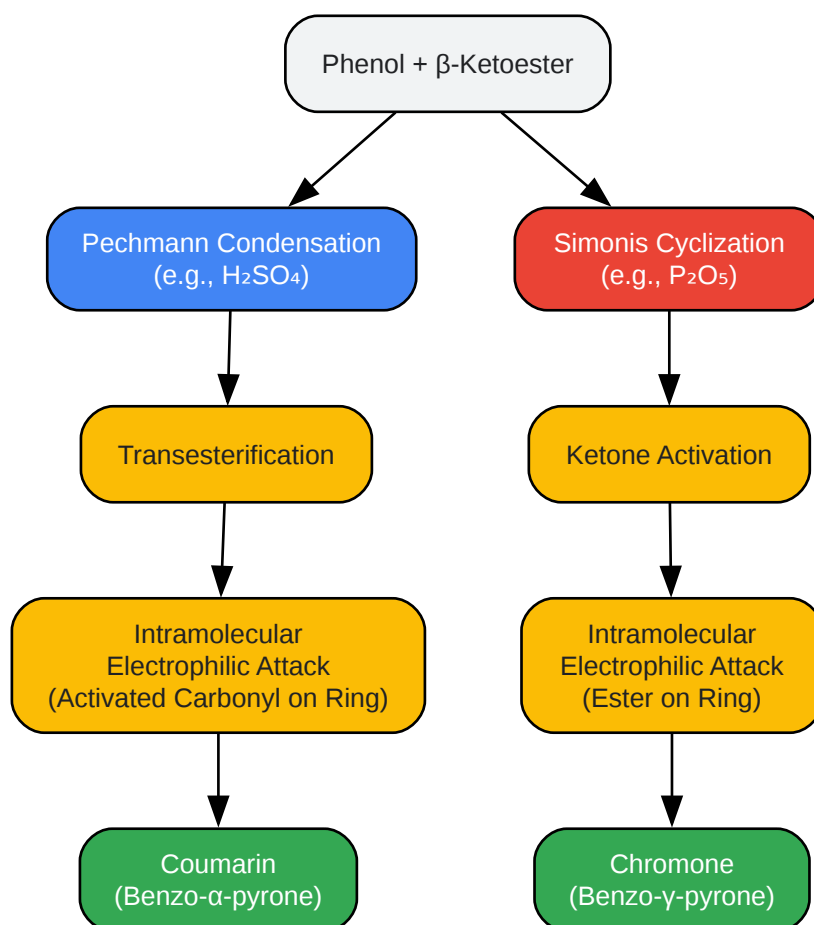 Phenol + β-Ketoester
Pechmann Condensation
(e.g., H₂SO₄)
Simonis Cyclization
(e.g., P₂O₅)
Transesterification
Ketone Activation
Intramolecular
Electrophilic Attack
(Activated Carbonyl on Ring)
Intramolecular
Electrophilic Attack
(Ester on Ring)
Coumarin
(Benzo-α-pyrone)
Chromone
(Benzo-γ-pyrone)